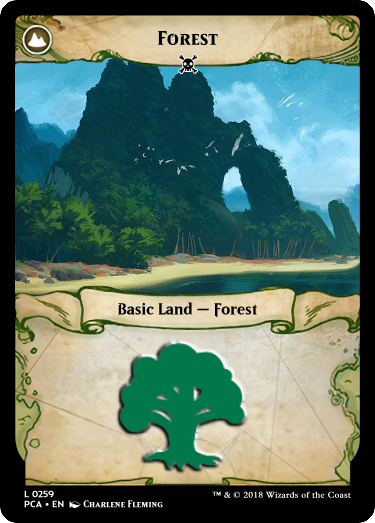 Forest
Basic Land — Forest
L 0259
PCA • EN Charlene Fleming
™ & © 2018 Wizards of the Coast